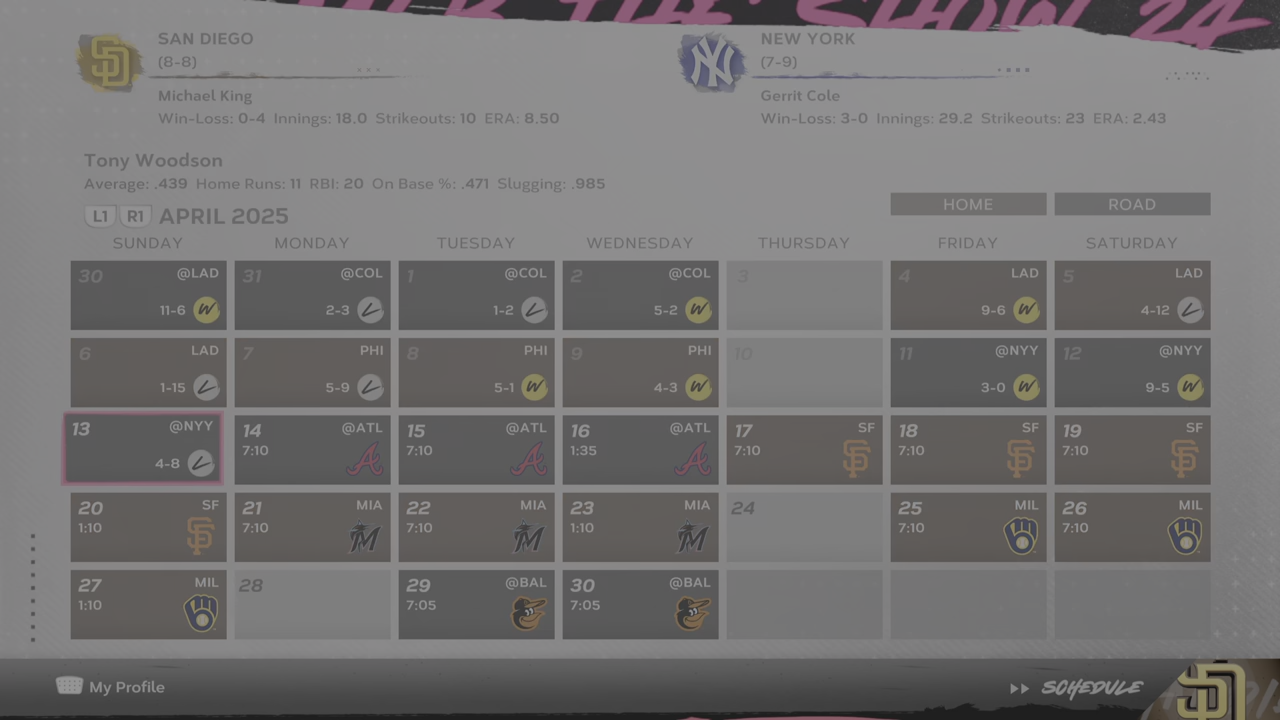 THE SHOW 24
SAN DIEGO
(8-8)
Michael King
Win-Loss: 0-4 Innings: 18.0 Strikeouts: 10 ERA: 8.50
NEW YORK
(7-9)
Gerrit Cole
Win-Loss: 3-0 Innings: 29.2 Strikeouts: 23 ERA: 2.43
Tony Woodson
Average: .439 Home Runs: 11 RBI: 20 On Base %: .471 Slugging: .985
L1 R1 APRIL 2025
HOME ROAD
SUNDAY MONDAY TUESDAY WEDNESDAY THURSDAY FRIDAY SATURDAY
30 @LAD 31 @COL 1 @COL 2 @COL 3 4 LAD 5 LAD
11-6 W 2-3 L 1-2 L 5-2 W 9-6 W 4-12 L
6 LAD 7 PHI 8 PHI 9 PHI 10 11 @NYY 12 @NYY
1-15 L 5-9 L 5-1 W 4-3 W 3-0 W 9-5 W
13 @NYY 14 @ATL 15 @ATL 16 @ATL 17 SF 18 SF 19 SF
4-8 L 7:10 A 7:10 A 1:35 A 7:10 SF 7:10 SF 7:10 SF
20 SF 21 MIA 22 MIA 23 MIA 24 25 MIL 26 MIL
1:10 SF 7:10 M 7:10 M 1:10 M 7:10 7:10
27 MIL 28 29 @BAL 30 @BAL
1:10 7:05 7:05
My Profile
SCHEDULE
SD